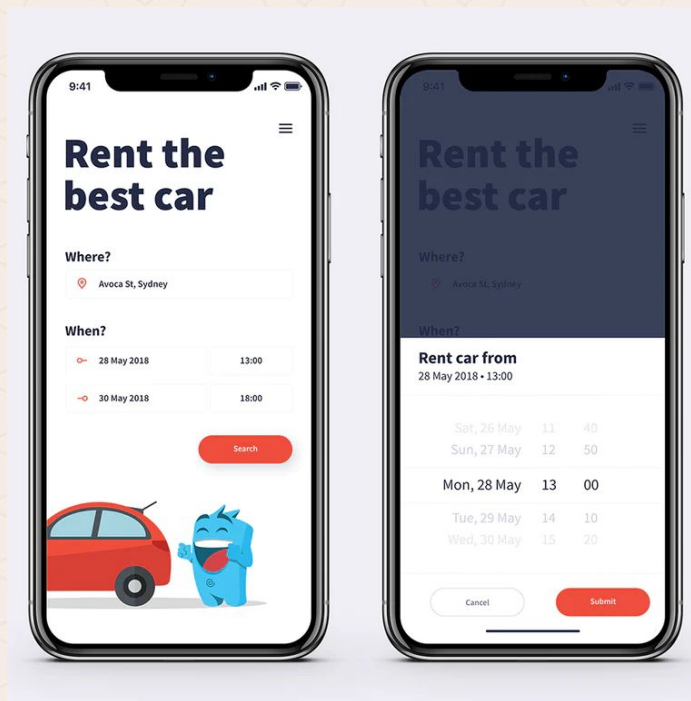 9:41
Rent the
best car
Where?
Avoca St, Sydney
When?
28 May 2018 13:00
30 May 2018 18:00
Search
9:41
Rent the
best car
Where?
Avoca St, Sydney
When?
Rent car from
28 May 2018 • 13:00
Sat, 26 May 11 40
Sun, 27 May 12 50
Mon, 28 May 13 00
Tue, 29 May 14 10
Wed, 30 May 15 20
Cancel Submit